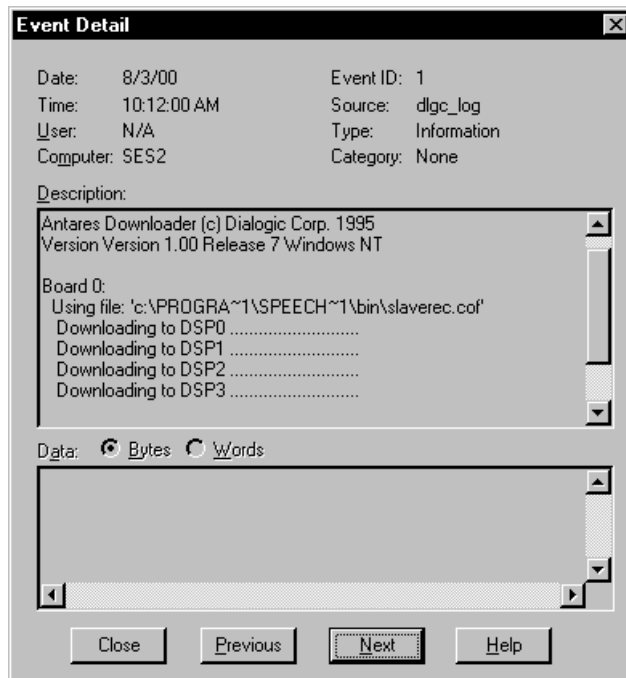 Event Detail
Date: 8/3/00 Event ID: 1
Time: 10:12:00 AM Source: dlgc_log
User: N/A Type: Information
Computer: SES2 Category: None
Description:
Antares Downloader (c) Dialogic Corp. 1995
Version Version 1.00 Release 7 Windows NT
Board 0:
Using file: 'c:\PROGRA~1\SPEECH~1\bin\slaverec.cof'
Downloading to DSP0 ..........................
Downloading to DSP1 ..........................
Downloading to DSP2 ..........................
Downloading to DSP3 ..........................
Data: Bytes Words
Close Previous Next Help